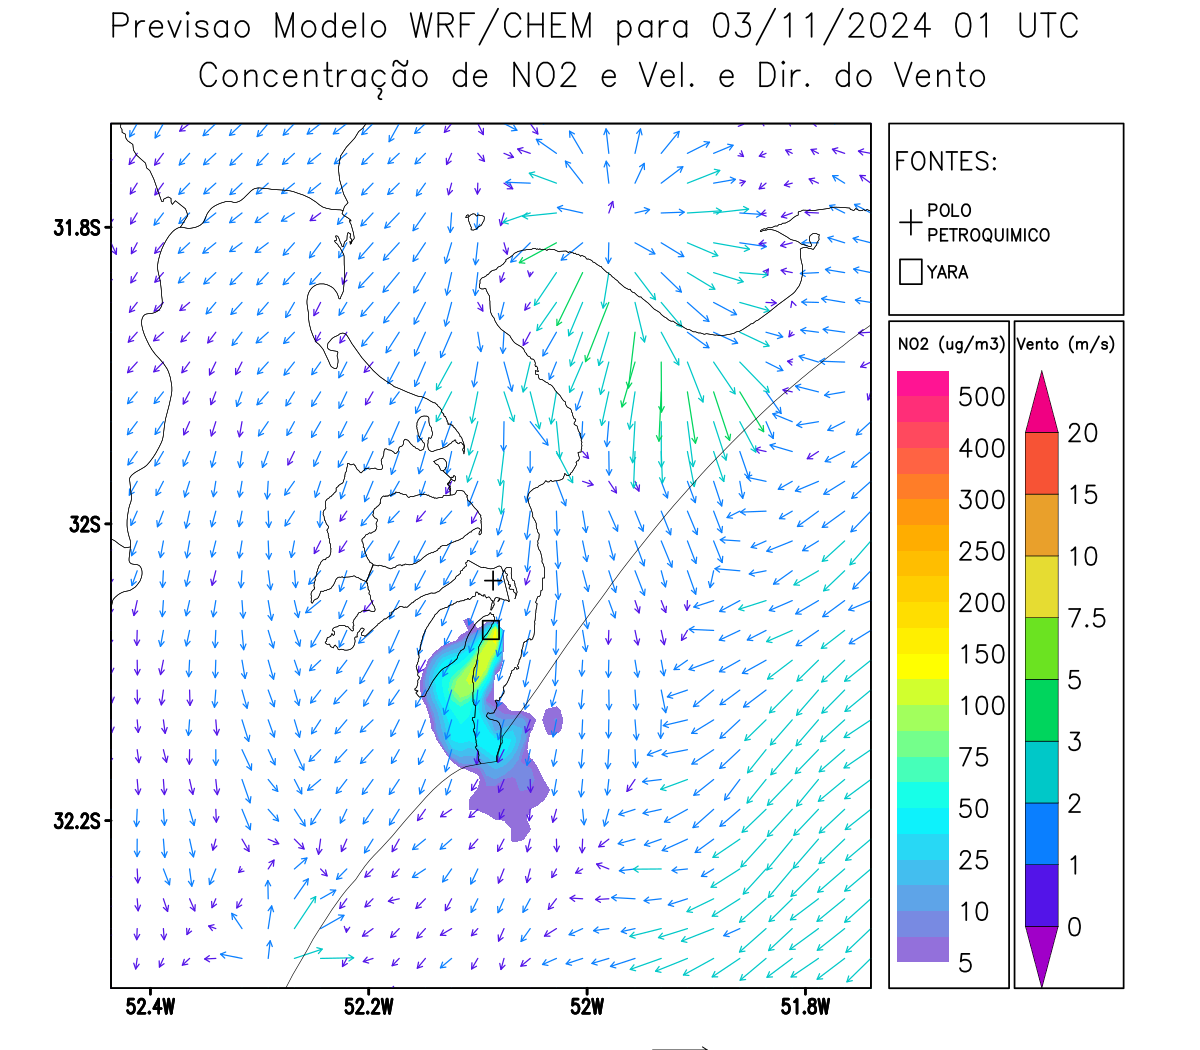 Previsao Modelo WRF/CHEM para 03/11/2024 01 UTC
Concentração de NO2 e Vel. e Dir. do Vento
FONTES:
POLO
PETROQUIMICO
YARA
NO2 (ug/m3)
500
400
300
250
200
150
100
75
50
25
10
5
Vento (m/s)
20
15
10
7.5
5
3
2
1
0
31.8S
32S
32.2S
52.4W
52.2W
52W
51.8W